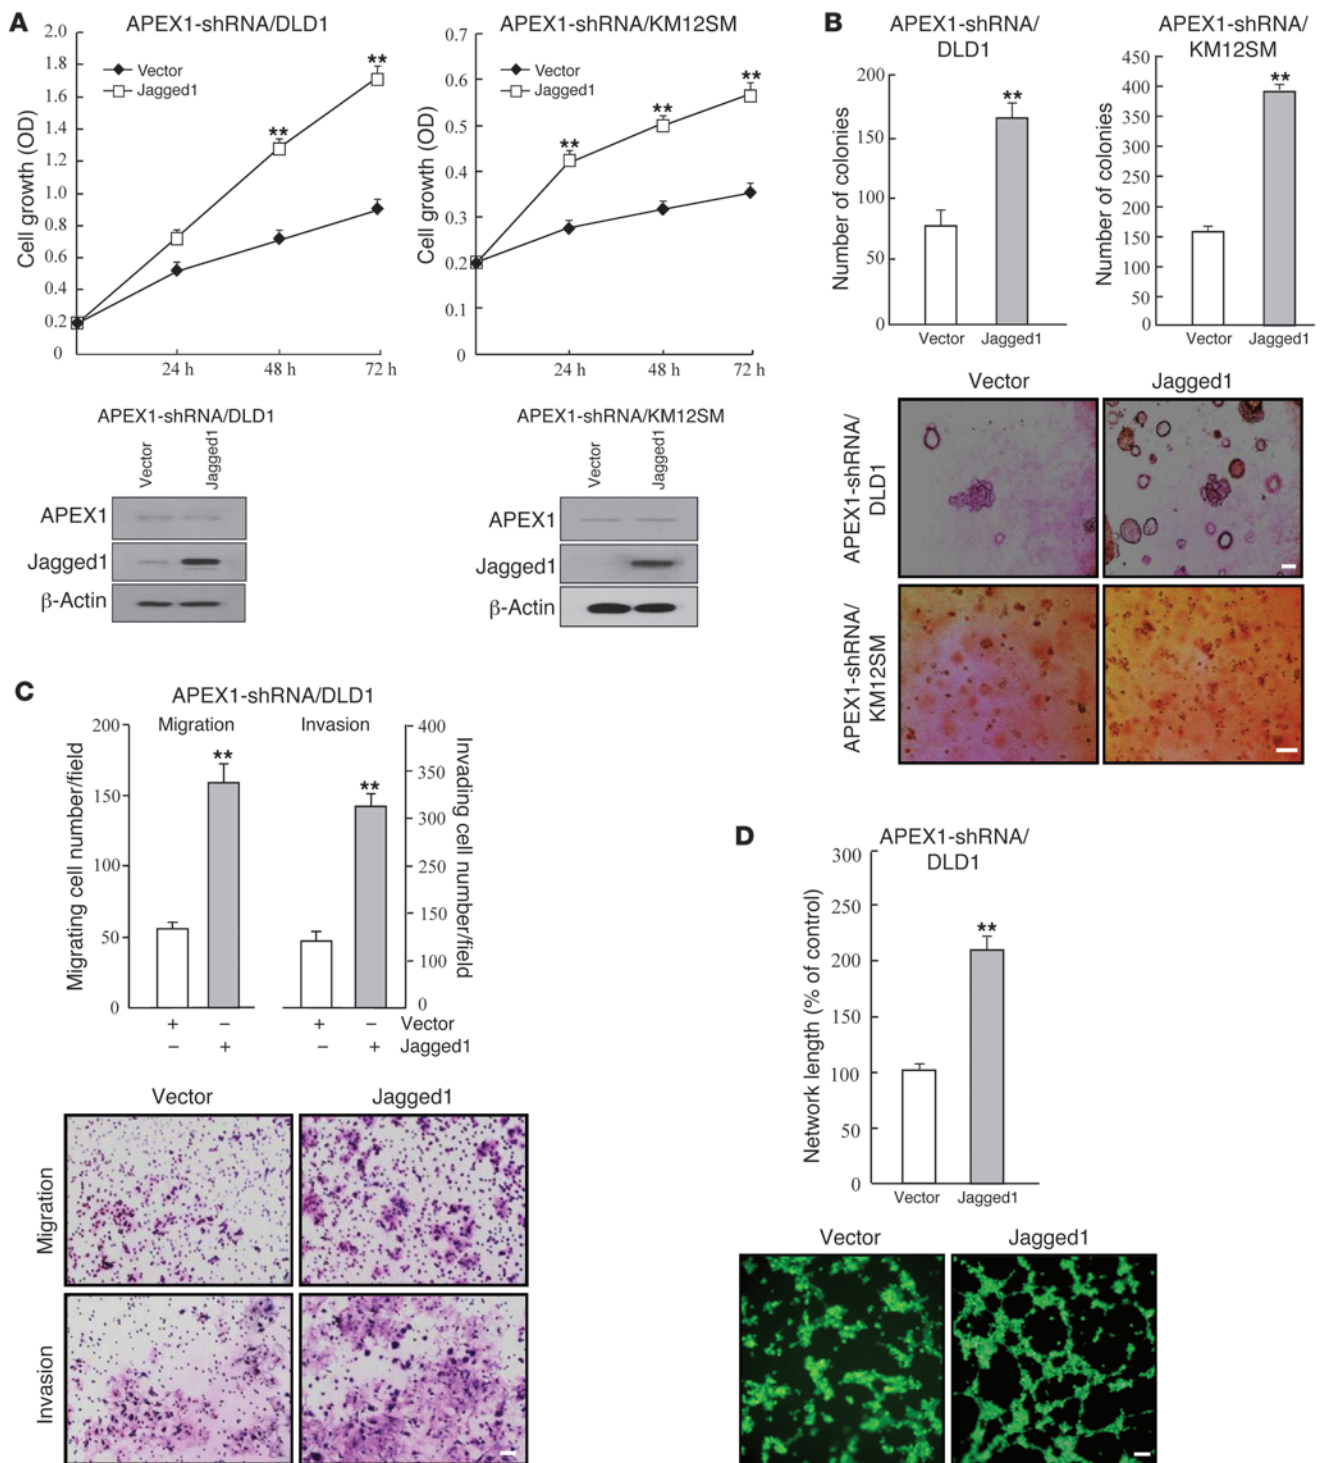 A
APEX1-shRNA/DLD1
Cell growth (OD)
2.0
1.8
1.6
1.4
1.2
1.0
0.8
0.6
0.4
0.2
0
Vector
Jagged1
**
**
24 h
48 h
72 h
APEX1-shRNA/KM12SM
Cell growth (OD)
0.7
0.6
0.5
0.4
0.3
0.2
0.1
0
Vector
Jagged1
**
**
**
24 h
48 h
72 h
APEX1-shRNA/DLD1
Vector
Jagged1
APEX1
Jagged1
β-Actin
APEX1-shRNA/KM12SM
Vector
Jagged1
APEX1
Jagged1
β-Actin
B
APEX1-shRNA/
DLD1
Number of colonies
200
150
100
50
0
**
Vector
Jagged1
APEX1-shRNA/
KM12SM
Number of colonies
450
400
350
300
450
200
150
100
50
0
**
Vector
Jagged1
Vector
Jagged1
APEX1-shRNA/
DLD1
APEX1-shRNA/
KM12SM
C
APEX1-shRNA/DLD1
Migration
Invasion
Migrating cell number/field
200
150
100
50
0
**
**
400
350
300
250
150
100
0
Invading cell number/field
+ − + − Vector
− + − + Jagged1
Vector
Jagged1
Migration
Invasion
D
APEX1-shRNA/
DLD1
Network length (% of control)
300
250
200
150
100
50
0
**
Vector
Jagged1
Vector
Jagged1